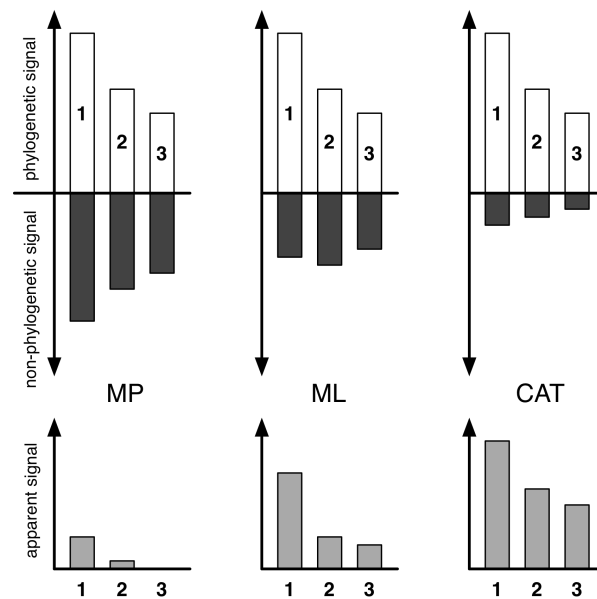 phylogenetic signal
1
2
3
1
2
3
1
2
3
non-phylogenetic signal
MP
ML
CAT
apparent signal
1 2 3
1 2 3
1 2 3